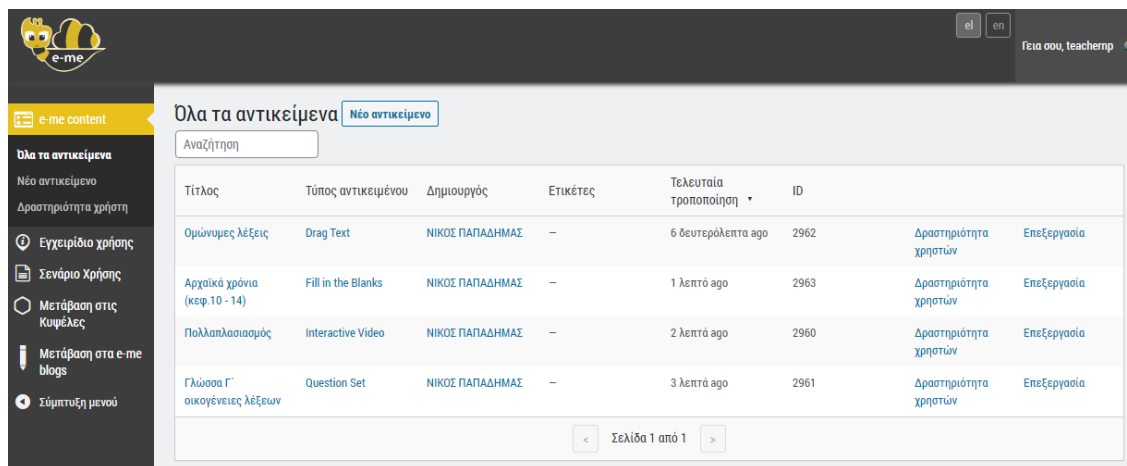 e-me
el en
Γεια σου, teachernp
e-me content
Όλα τα αντικείμενα
Νέο αντικείμενο
Δραστηριότητα χρήστη
Εγχειρίδιο χρήσης
Σενάριο Χρήσης
Μετάβαση στις
Κυψέλες
Μετάβαση στα e-me
blogs
Σύμπτυξη μενού
Όλα τα αντικείμενα Νέο αντικείμενο
Αναζήτηση
Τίτλος Τύπος αντικειμένου Δημιουργός Ετικέτες Τελευταία
τροποποίηση ID
Ομώνυμες λέξεις Drag Text ΝΙΚΟΣ ΠΑΠΑΔΗΜΑΣ — 6 δευτερόλεπτα ago 2962 Δραστηριότητα
χρηστών Επεξεργασία
Αρχαϊκά χρόνια
(κεφ.10 - 14) Fill in the Blanks ΝΙΚΟΣ ΠΑΠΑΔΗΜΑΣ — 1 λεπτό ago 2963 Δραστηριότητα
χρηστών Επεξεργασία
Πολλαπλασιασμός Interactive Video ΝΙΚΟΣ ΠΑΠΑΔΗΜΑΣ — 2 λεπτά ago 2960 Δραστηριότητα
χρηστών Επεξεργασία
Γλώσσα Γ΄
οικογένειες λέξεων Question Set ΝΙΚΟΣ ΠΑΠΑΔΗΜΑΣ — 3 λεπτά ago 2961 Δραστηριότητα
χρηστών Επεξεργασία
< Σελίδα 1 από 1 >